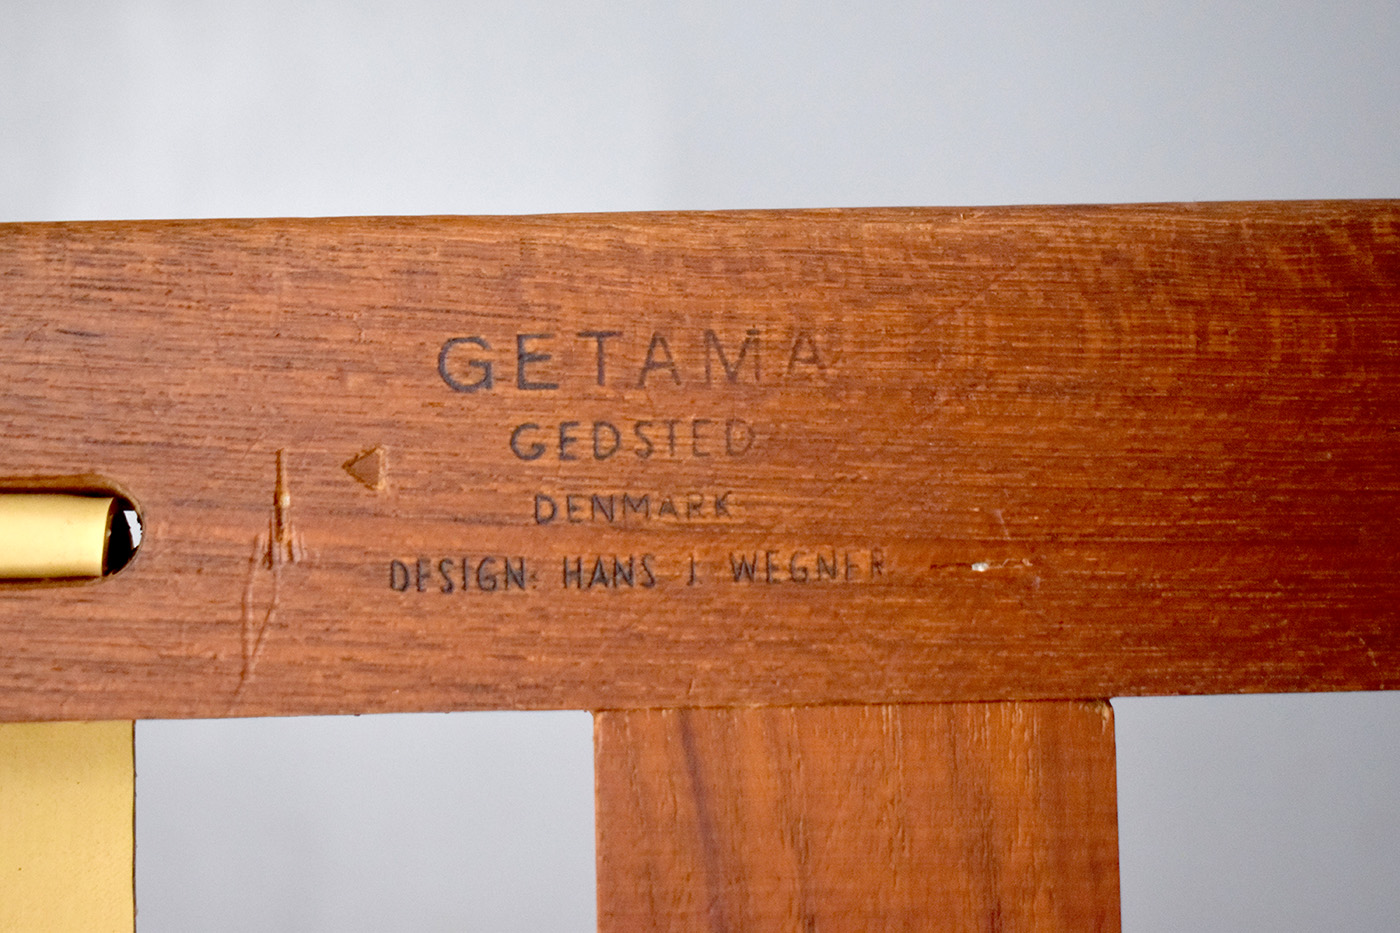 GETAMA
GEDSTED
DENMARK
DESIGN: HANS J. WEGNER